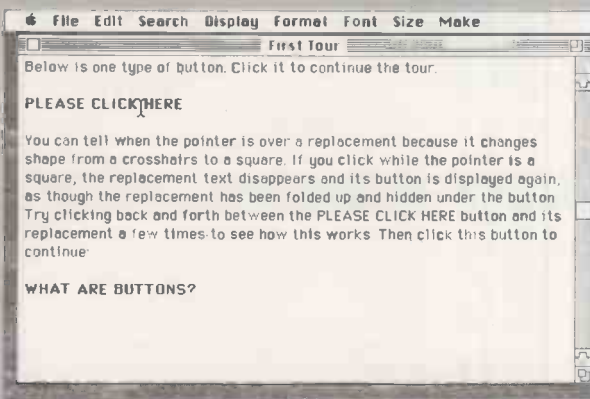 File Edit Search Display Format Font Size Make
First Tour
Below is one type of button. Click it to continue the tour.
PLEASE CLICK HERE
You can tell when the pointer is over a replacement because it changes
shape from a crosshairs to a square. If you click while the pointer is a
square, the replacement text disappears and its button is displayed again,
as though the replacement has been folded up and hidden under the button
Try clicking back and forth between the PLEASE CLICK HERE button and its
replacement a few times to see how this works Then click this button to
continue:
WHAT ARE BUTTONS?